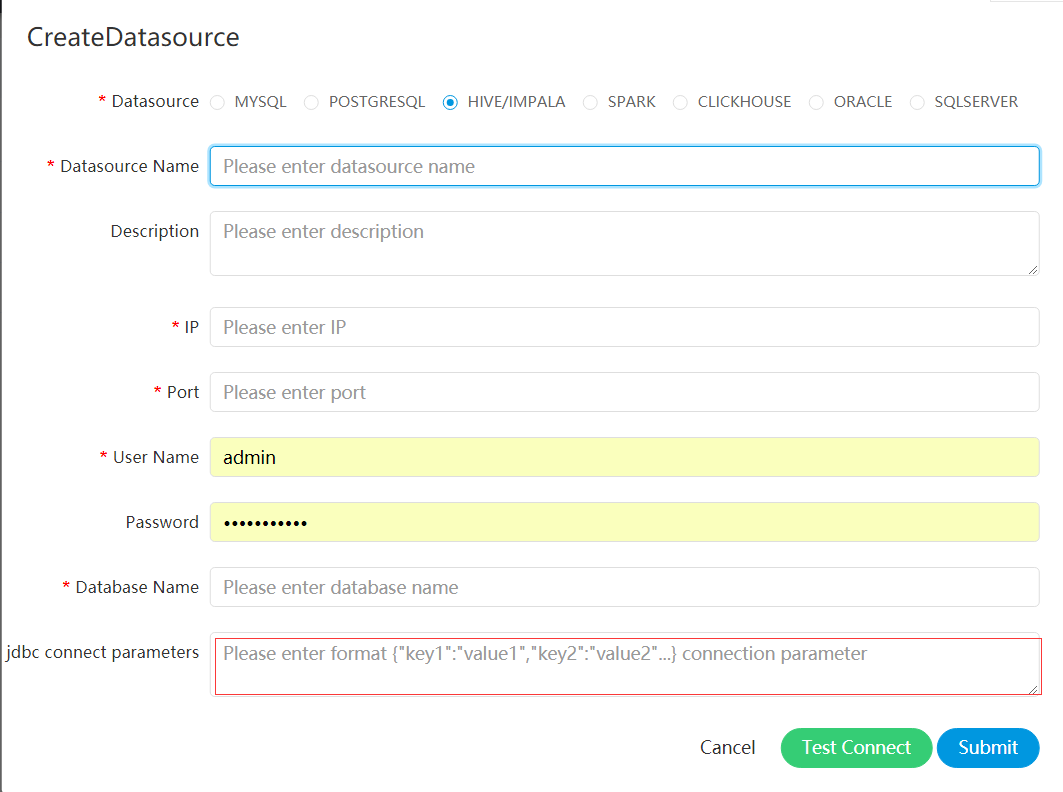 CreateDatasource
* Datasource MYSQL POSTGRESQL HIVE/IMPALA SPARK CLICKHOUSE ORACLE SQLSERVER
* Datasource Name Please enter datasource name
Description Please enter description
* IP Please enter IP
* Port Please enter port
* User Name admin
Password •••••••••••
* Database Name Please enter database name
jdbc connect parameters Please enter format {"key1":"value1","key2":"value2"...} connection parameter
Cancel Test Connect Submit